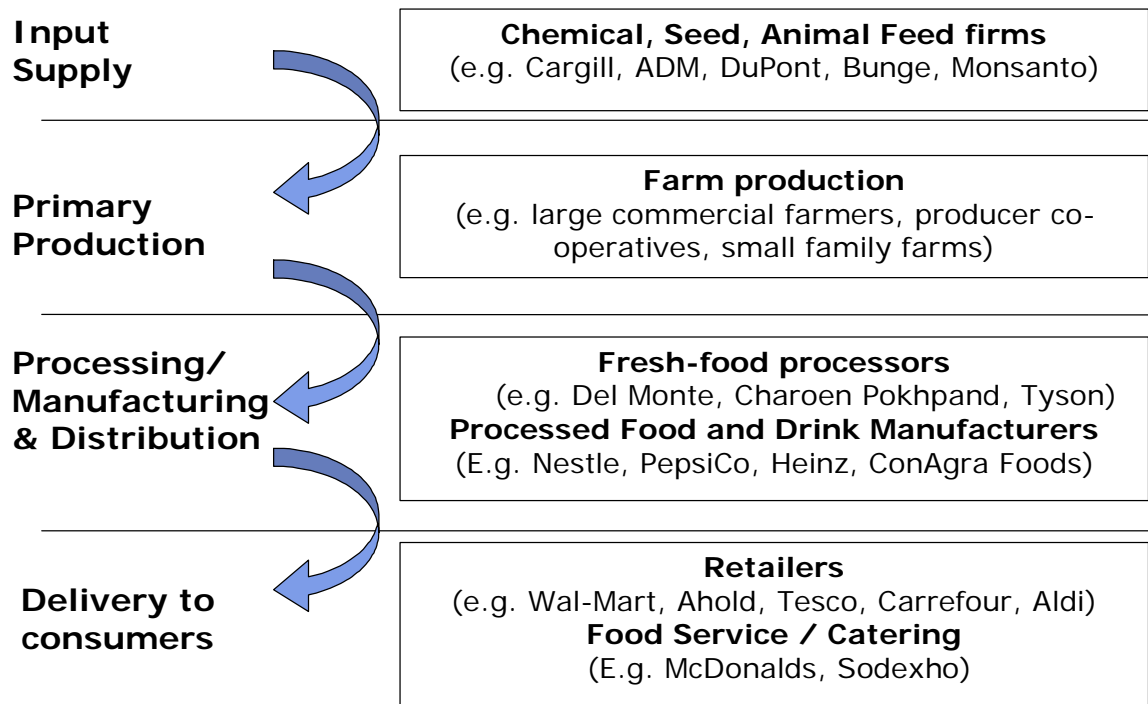 Input
Supply
Chemical, Seed, Animal Feed firms
(e.g. Cargill, ADM, DuPont, Bunge, Monsanto)
Primary
Production
Farm production
(e.g. large commercial farmers, producer co-
operatives, small family farms)
Processing/
Manufacturing
& Distribution
Fresh-food processors
(e.g. Del Monte, Charoen Pokhpand, Tyson)
Processed Food and Drink Manufacturers
(E.g. Nestle, PepsiCo, Heinz, ConAgra Foods)
Delivery to
consumers
Retailers
(e.g. Wal-Mart, Ahold, Tesco, Carrefour, Aldi)
Food Service / Catering
(E.g. McDonalds, Sodexho)